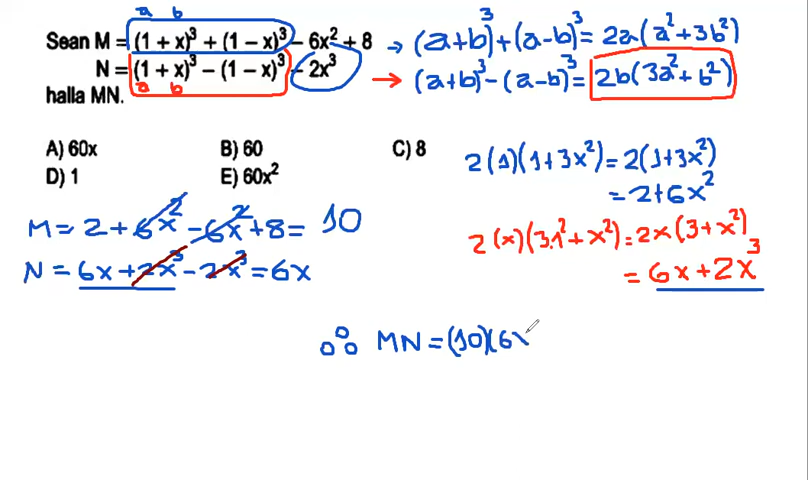 a b
Sean M = (1 + x)³ + (1 – x)³ – 6x² + 8 → (a+b)³+(a-b)³= 2a(a²+3b²)
N = (1 + x)³ – (1 – x)³ – 2x³ → (a+b)³-(a-b)³= 2b(3a²+b²)
a b
halla MN.
A) 60x B) 60 C) 8
D) 1 E) 60x²
2(1)(1+3x²)=2(1+3x²)
=2+6x²
M= 2+6x²-6x²+8= 10
2(x)(3.1²+x²)=2x(3+x²)
N= 6x+2x³-2x³=6x
= 6x+2x³
∴ MN=(10)(6x